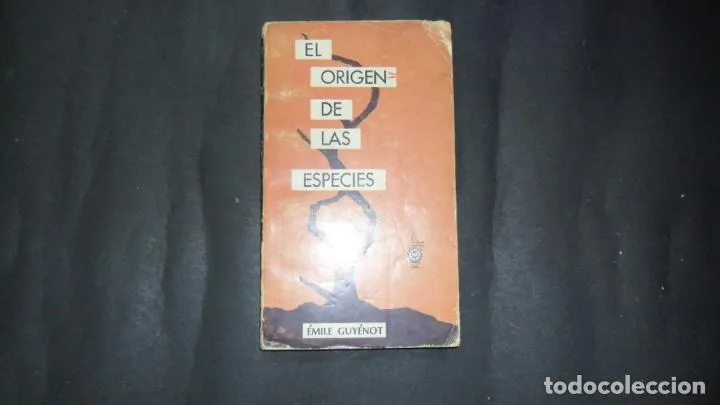 EL
ORIGEN
DE
LAS
ESPECIES
ÉMILE GUYÉNOT
todocoleccion